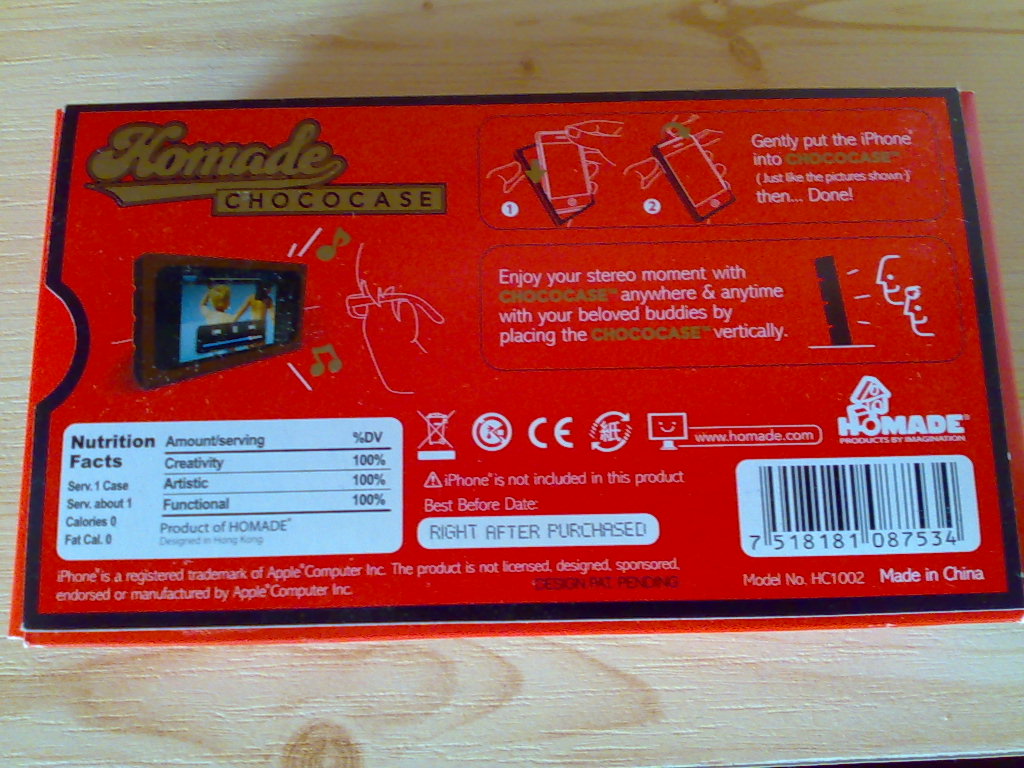 Homade
CHOCOCASE
1
2
Gently put the iPhone®
into CHOCOCASE™
(Just like the pictures shown)
then... Done!
Enjoy your stereo moment with
CHOCOCASE™ anywhere & anytime
with your beloved buddies by
placing the CHOCOCASE™ vertically.
Nutrition
Facts
Serv. 1 Case
Serv. about 1
Calories 0
Fat Cal. 0
Amount/serving %DV
Creativity 100%
Artistic 100%
Functional 100%
Product of HOMADE®
Designed in Hong Kong
CE
紙
www.homade.com
HOMADE®
PRODUCTS BY IMAGINATION
iPhone® is not included in this product
Best Before Date:
RIGHT AFTER PURCHASED
7 518181 087534
iPhone® is a registered trademark of Apple® Computer Inc. The product is not licensed, designed, sponsored,
endorsed or manufactured by Apple® Computer Inc.
DESIGN PAT. PENDING
Model No. HC1002 Made in China